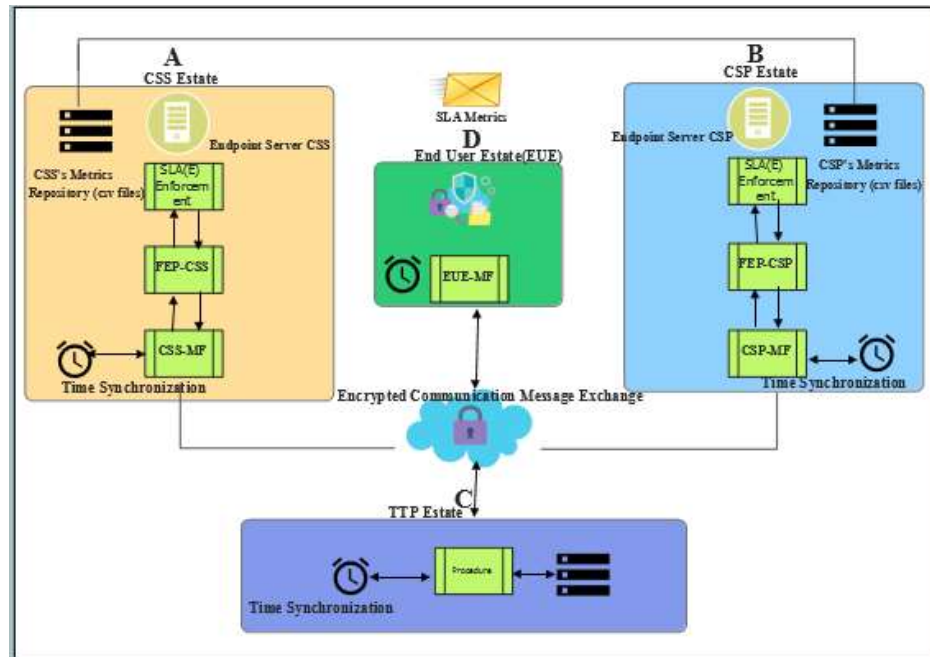 A
CSS Estate
B
CSP Estate
SLA Metrics
D
End User Estate(EUE)
Endpoint Server CSS
CSS's Metrics
Repository (csv files)
SLA(E)
Enforcem
ent
FEP-CSS
CSS-MF
Time Synchronization
EUE-MF
Endpoint Server CSP
CSP's Metrics
Repository (csv files)
SLA(E)
Enforcem
ent
FEP-CSP
CSP-MF
Time Synchronization
Encrypted Communication Message Exchange
C
TTP Estate
Procedure
Time Synchronization